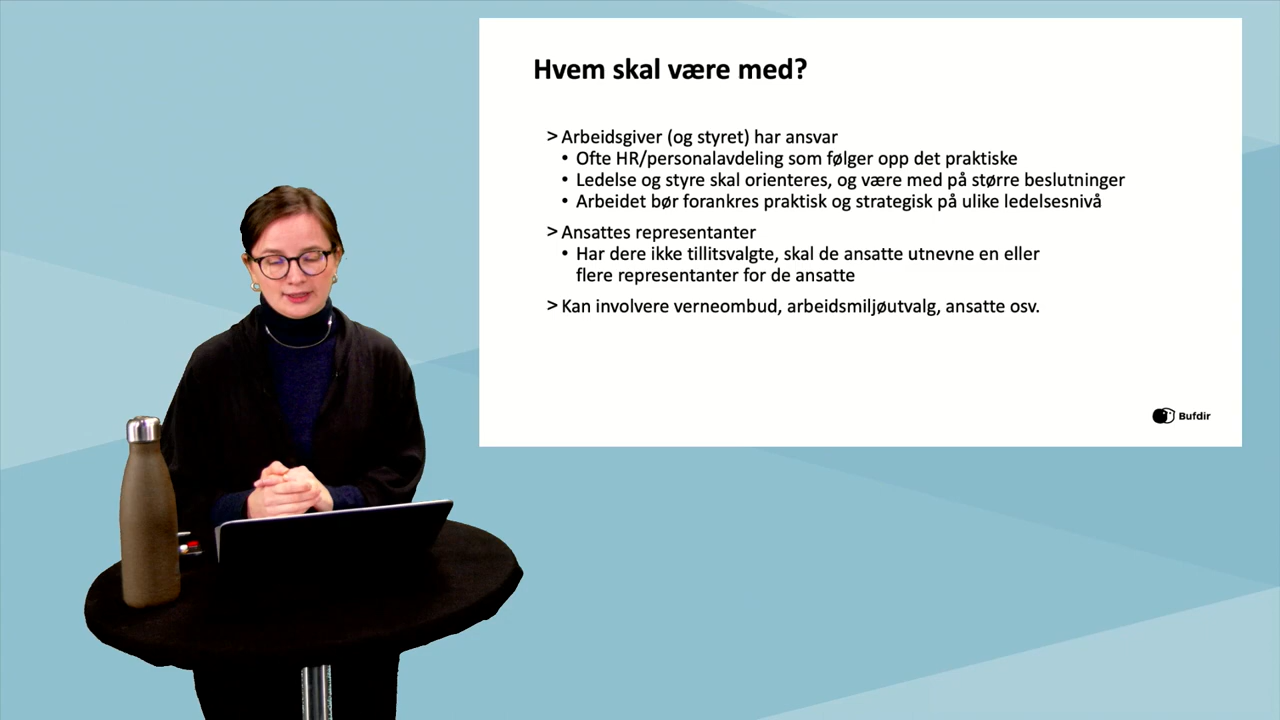 Hvem skal være med?
> Arbeidsgiver (og styret) har ansvar
• Ofte HR/personalavdeling som følger opp det praktiske
• Ledelse og styre skal orienteres, og være med på større beslutninger
• Arbeidet bør forankres praktisk og strategisk på ulike ledelsesnivå
> Ansattes representanter
• Har dere ikke tillitsvalgte, skal de ansatte utnevne en eller
flere representanter for de ansatte
> Kan involvere verneombud, arbeidsmiljøutvalg, ansatte osv.
Bufdir